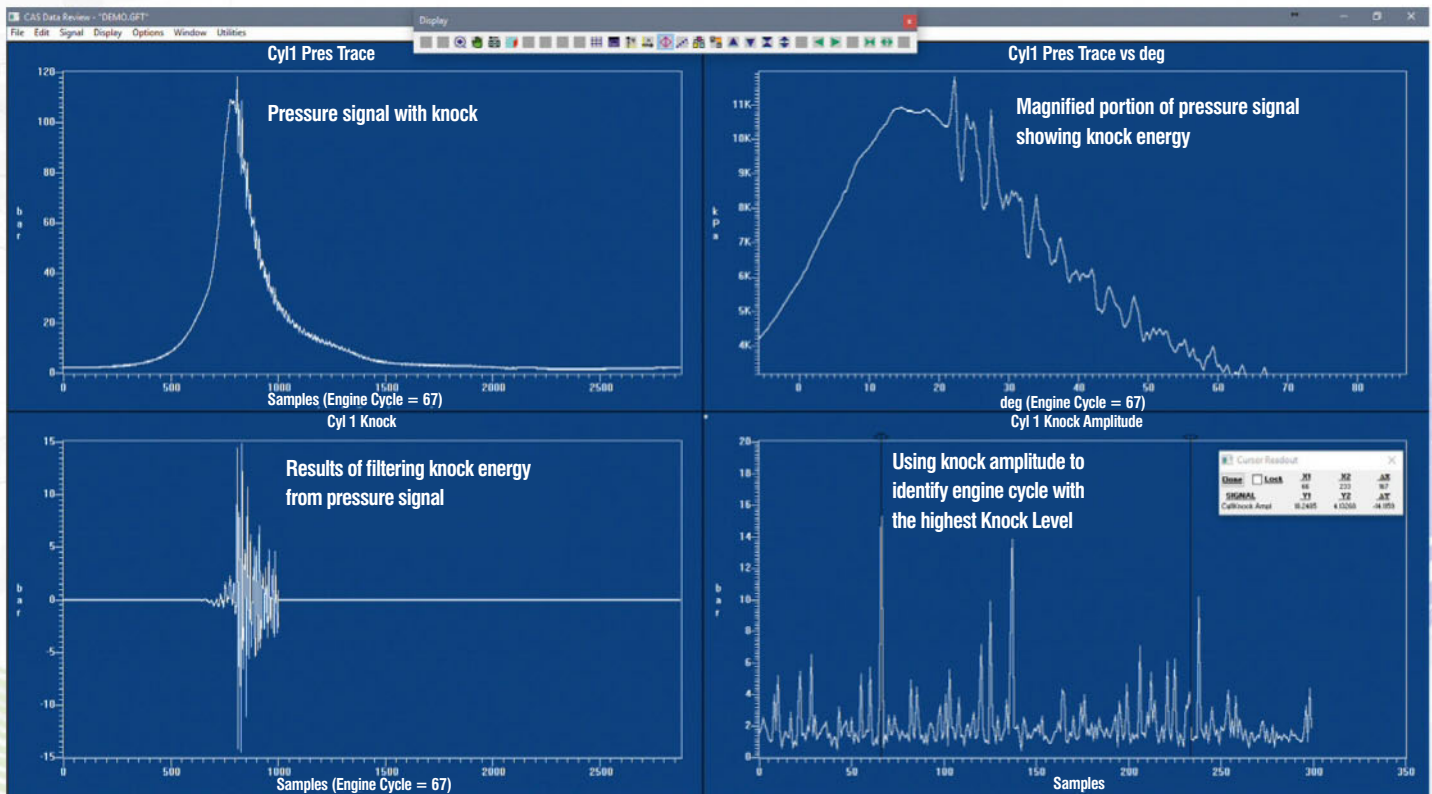 CAS Data Review - "DEMO.GFT"
Display
File Edit Signal Display Options Window Utilities
Cyl1 Pres Trace
120
100
80
60
40
20
0
b
a
r
Pressure signal with knock
0 500 1000 1500 2000 2500
Samples (Engine Cycle = 67)
Cyl1 Pres Trace vs deg
11K
10K
9K
8K
7K
6K
5K
4K
k
P
a
Magnified portion of pressure signal
showing knock energy
0 10 20 30 40 50 60 70 80
deg (Engine Cycle = 67)
Cyl 1 Knock
15
10
5
0
-5
-10
-15
b
a
r
Results of filtering knock energy
from pressure signal
0 500 1000 1500 2000 2500
Samples (Engine Cycle = 67)
Cyl 1 Knock Amplitude
20
18
16
14
12
10
8
6
4
2
0
b
a
r
Using knock amplitude to
identify engine cycle with
the highest Knock Level
Cursor Readout
Done Lock X1 X2 ΔX
66 233 167
SIGNAL Y1 Y2 ΔY
0 50 100 150 200 250 300 350
Samples